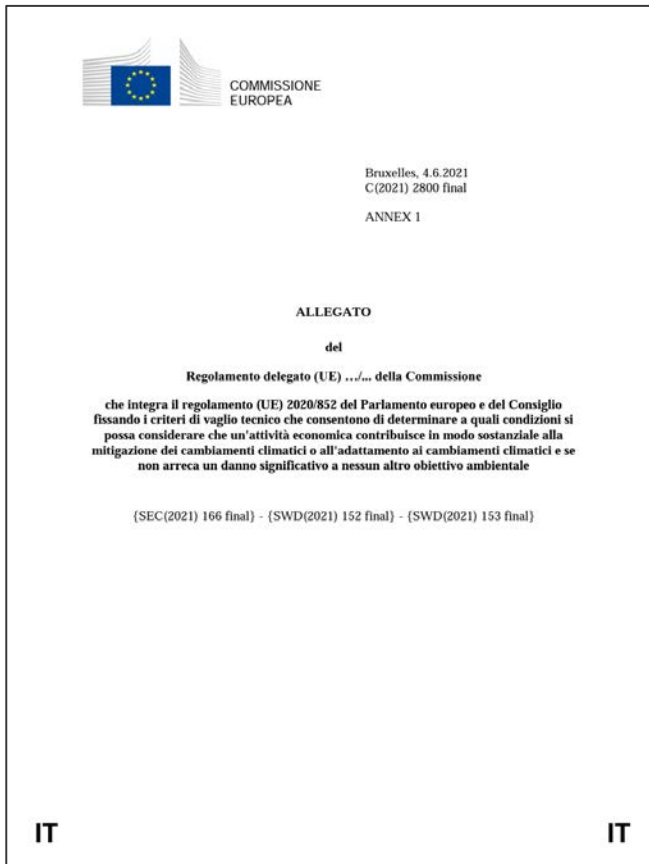 COMMISSIONE
EUROPEA
Bruxelles, 4.6.2021
C(2021) 2800 final
ANNEX 1
ALLEGATO
del
Regolamento delegato (UE) …/... della Commissione
che integra il regolamento (UE) 2020/852 del Parlamento europeo e del Consiglio
fissando i criteri di vaglio tecnico che consentono di determinare a quali condizioni si
possa considerare che un'attività economica contribuisce in modo sostanziale alla
mitigazione dei cambiamenti climatici o all'adattamento ai cambiamenti climatici e se
non arreca un danno significativo a nessun altro obiettivo ambientale
{SEC(2021) 166 final} - {SWD(2021) 152 final} - {SWD(2021) 153 final}
IT IT